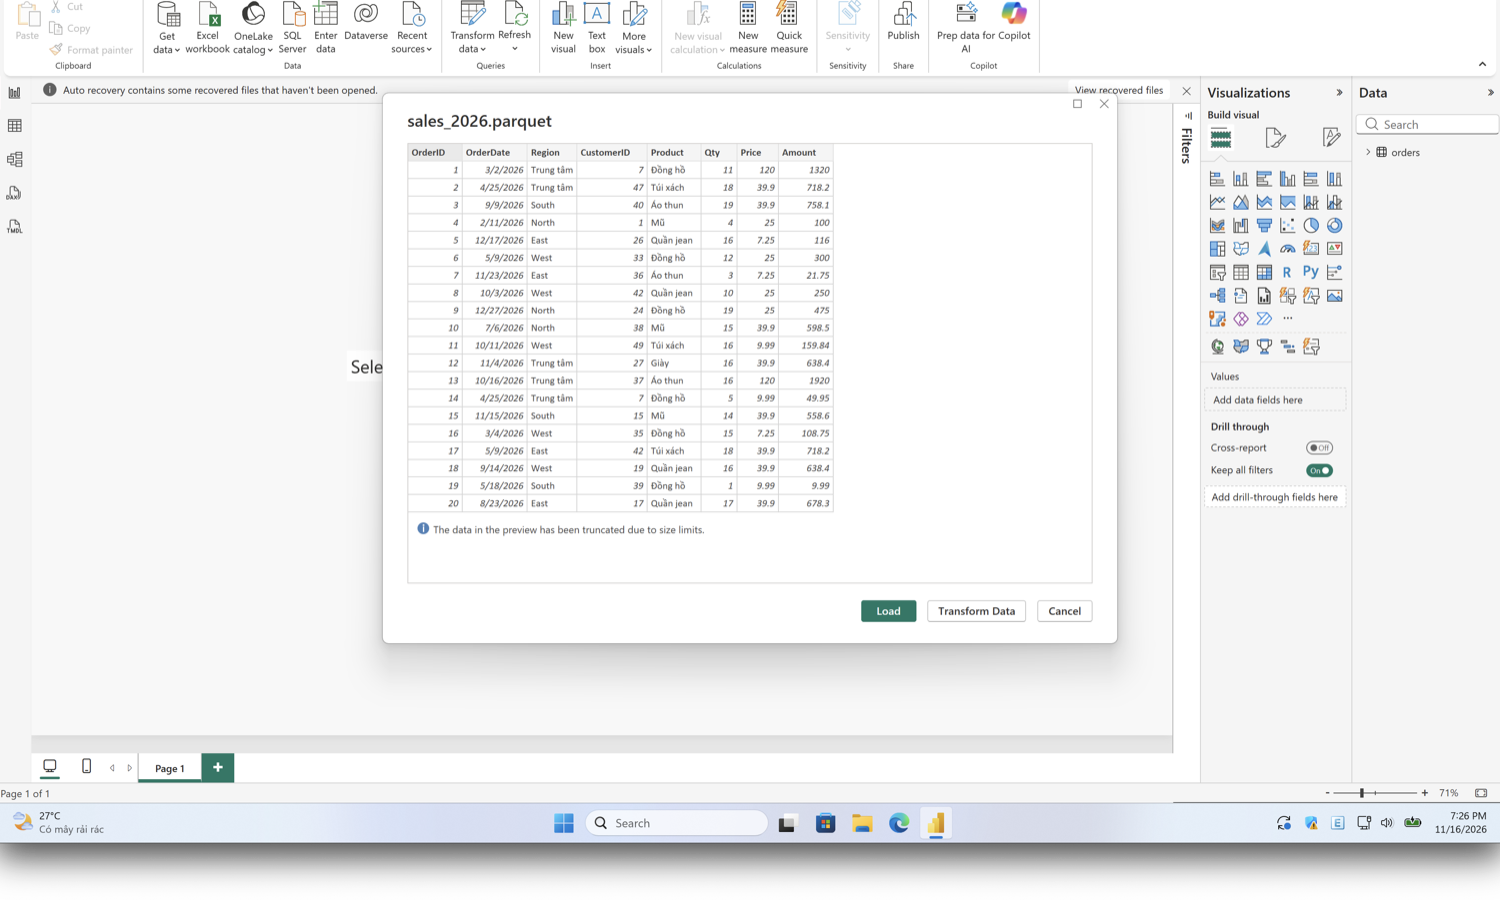 Paste
Cut
Copy
Format painter
Clipboard
Get data
Excel workbook
OneLake catalog
SQL Server
Enter data
Dataverse
Recent sources
Data
Transform data
Refresh
Queries
New visual
Text box
More visuals
Insert
New visual calculation
New measure
Quick measure
Calculations
Sensitivity
Sensitivity
Publish
Share
Prep data for AI
Copilot
Copilot
Auto recovery contains some recovered files that haven't been opened.
View recovered files
DAX
TMDL
Sele
sales_2026.parquet
OrderID OrderDate Region CustomerID Product Qty Price Amount
1 3/2/2026 Trung tâm 7 Đồng hồ 11 120 1320
2 4/25/2026 Trung tâm 47 Túi xách 18 39.9 718.2
3 9/9/2026 South 40 Áo thun 19 39.9 758.1
4 2/11/2026 North 1 Mũ 4 25 100
5 12/17/2026 East 26 Quần jean 16 7.25 116
6 5/9/2026 West 33 Đồng hồ 12 25 300
7 11/23/2026 East 36 Áo thun 3 7.25 21.75
8 10/3/2026 West 42 Quần jean 10 25 250
9 12/27/2026 North 24 Đồng hồ 19 25 475
10 7/6/2026 North 38 Mũ 15 39.9 598.5
11 10/11/2026 West 49 Túi xách 16 9.99 159.84
12 11/4/2026 Trung tâm 27 Giày 16 39.9 638.4
13 10/16/2026 Trung tâm 37 Áo thun 16 120 1920
14 4/25/2026 Trung tâm 7 Đồng hồ 5 9.99 49.95
15 11/15/2026 South 15 Mũ 14 39.9 558.6
16 3/4/2026 West 35 Đồng hồ 15 7.25 108.75
17 5/9/2026 East 42 Túi xách 18 39.9 718.2
18 9/14/2026 West 19 Quần jean 16 39.9 638.4
19 5/18/2026 South 39 Đồng hồ 1 9.99 9.99
20 8/23/2026 East 17 Quần jean 17 39.9 678.3
The data in the preview has been truncated due to size limits.
Load
Transform Data
Cancel
Filters
Visualizations
Build visual
R
Py
Values
Add data fields here
Drill through
Cross-report
Off
Keep all filters
On
Add drill-through fields here
Data
Search
orders
Page 1
Page 1 of 1
- + 71%
27°C
Có mây rải rác
Search
7:26 PM
11/16/2026